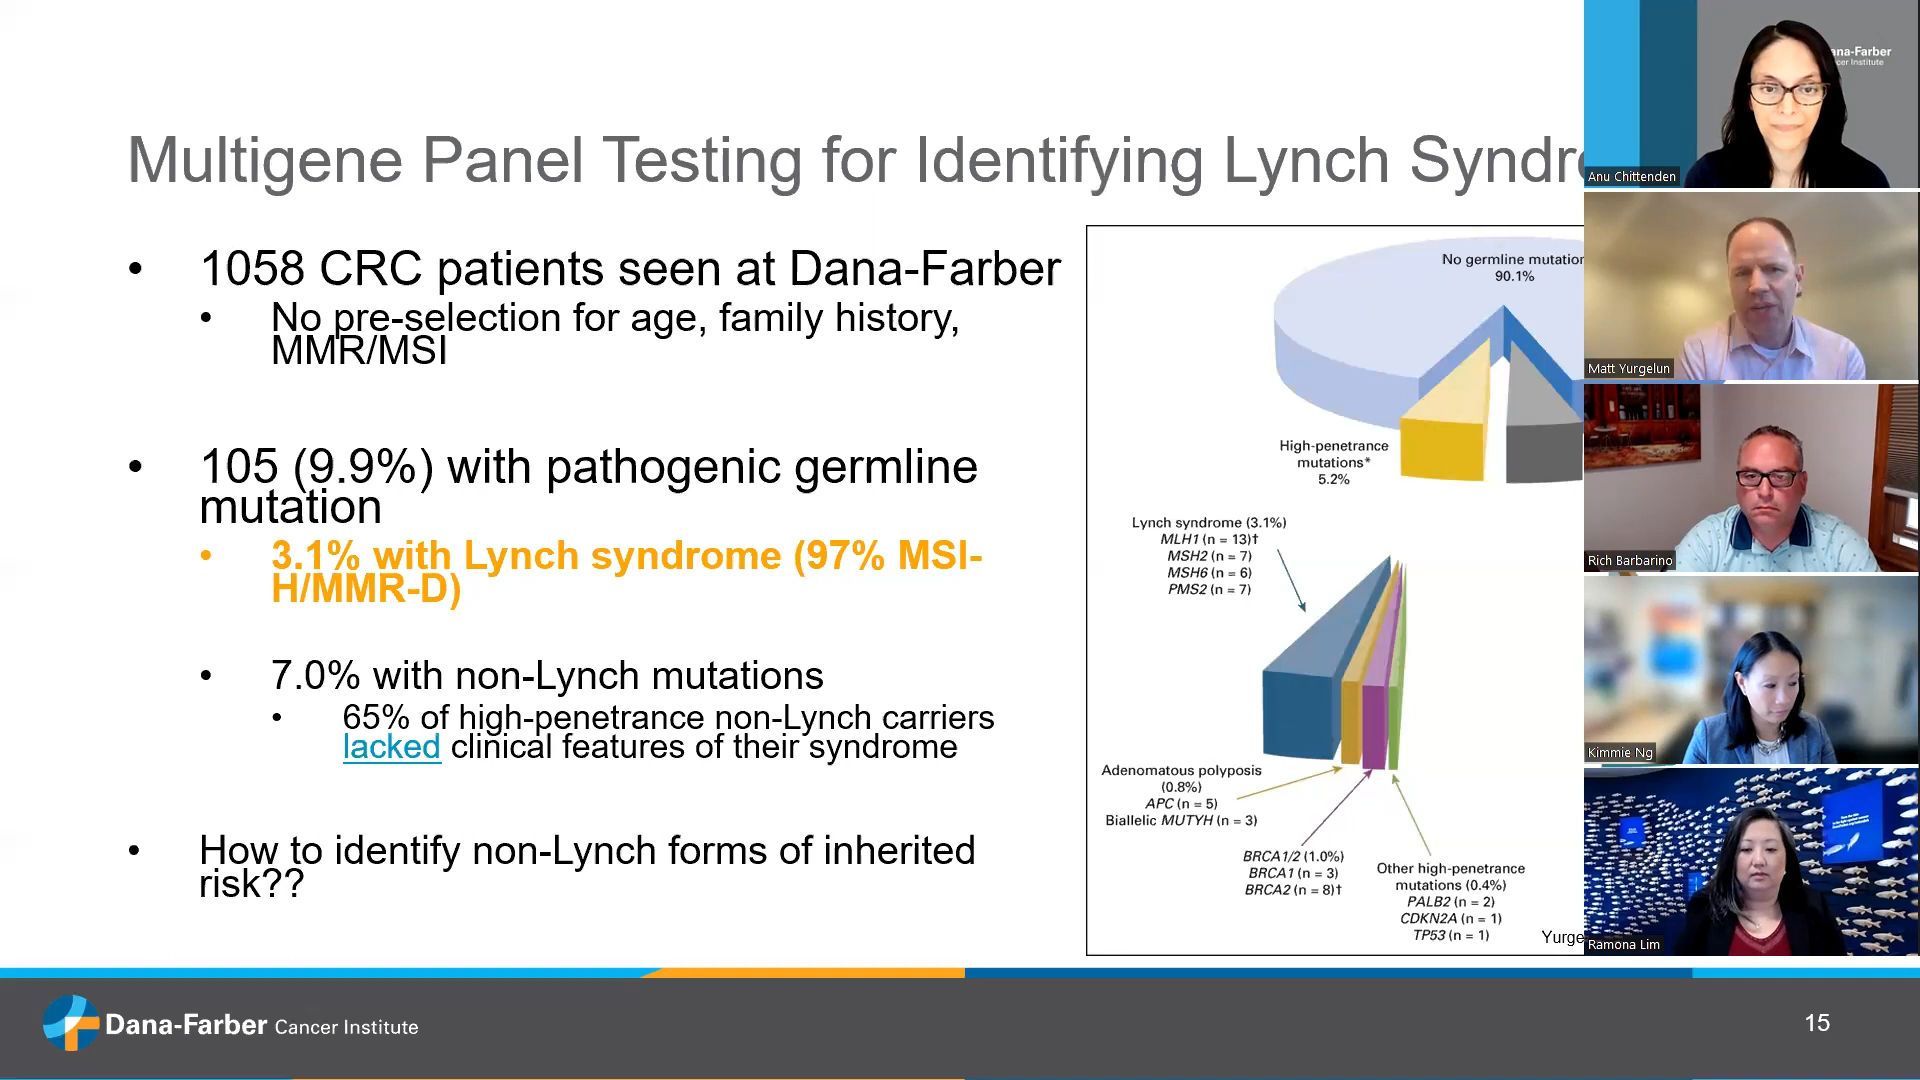 Multigene Panel Testing for Identifying Lynch Syndr
• 1058 CRC patients seen at Dana-Farber
• No pre-selection for age, family history,
MMR/MSI
• 105 (9.9%) with pathogenic germline
mutation
• 3.1% with Lynch syndrome (97% MSI-
H/MMR-D)
• 7.0% with non-Lynch mutations
• 65% of high-penetrance non-Lynch carriers
lacked clinical features of their syndrome
• How to identify non-Lynch forms of inherited
risk??
No germline mutation
90.1%
High-penetrance
mutations*
5.2%
Lynch syndrome (3.1%)
MLH1 (n = 13)†
MSH2 (n = 7)
MSH6 (n = 6)
PMS2 (n = 7)
Adenomatous polyposis
(0.8%)
APC (n = 5)
Biallelic MUTYH (n = 3)
BRCA1/2 (1.0%)
BRCA1 (n = 3)
BRCA2 (n = 8)†
Other high-penetrance
mutations (0.4%)
PALB2 (n = 2)
CDKN2A (n = 1)
TP53 (n = 1)
Yurge
ana-Farber
cer Institute
Anu Chittenden
Matt Yurgelun
Rich Barbarino
Kimmie Ng
Ramona Lim
Dana-Farber Cancer Institute
15